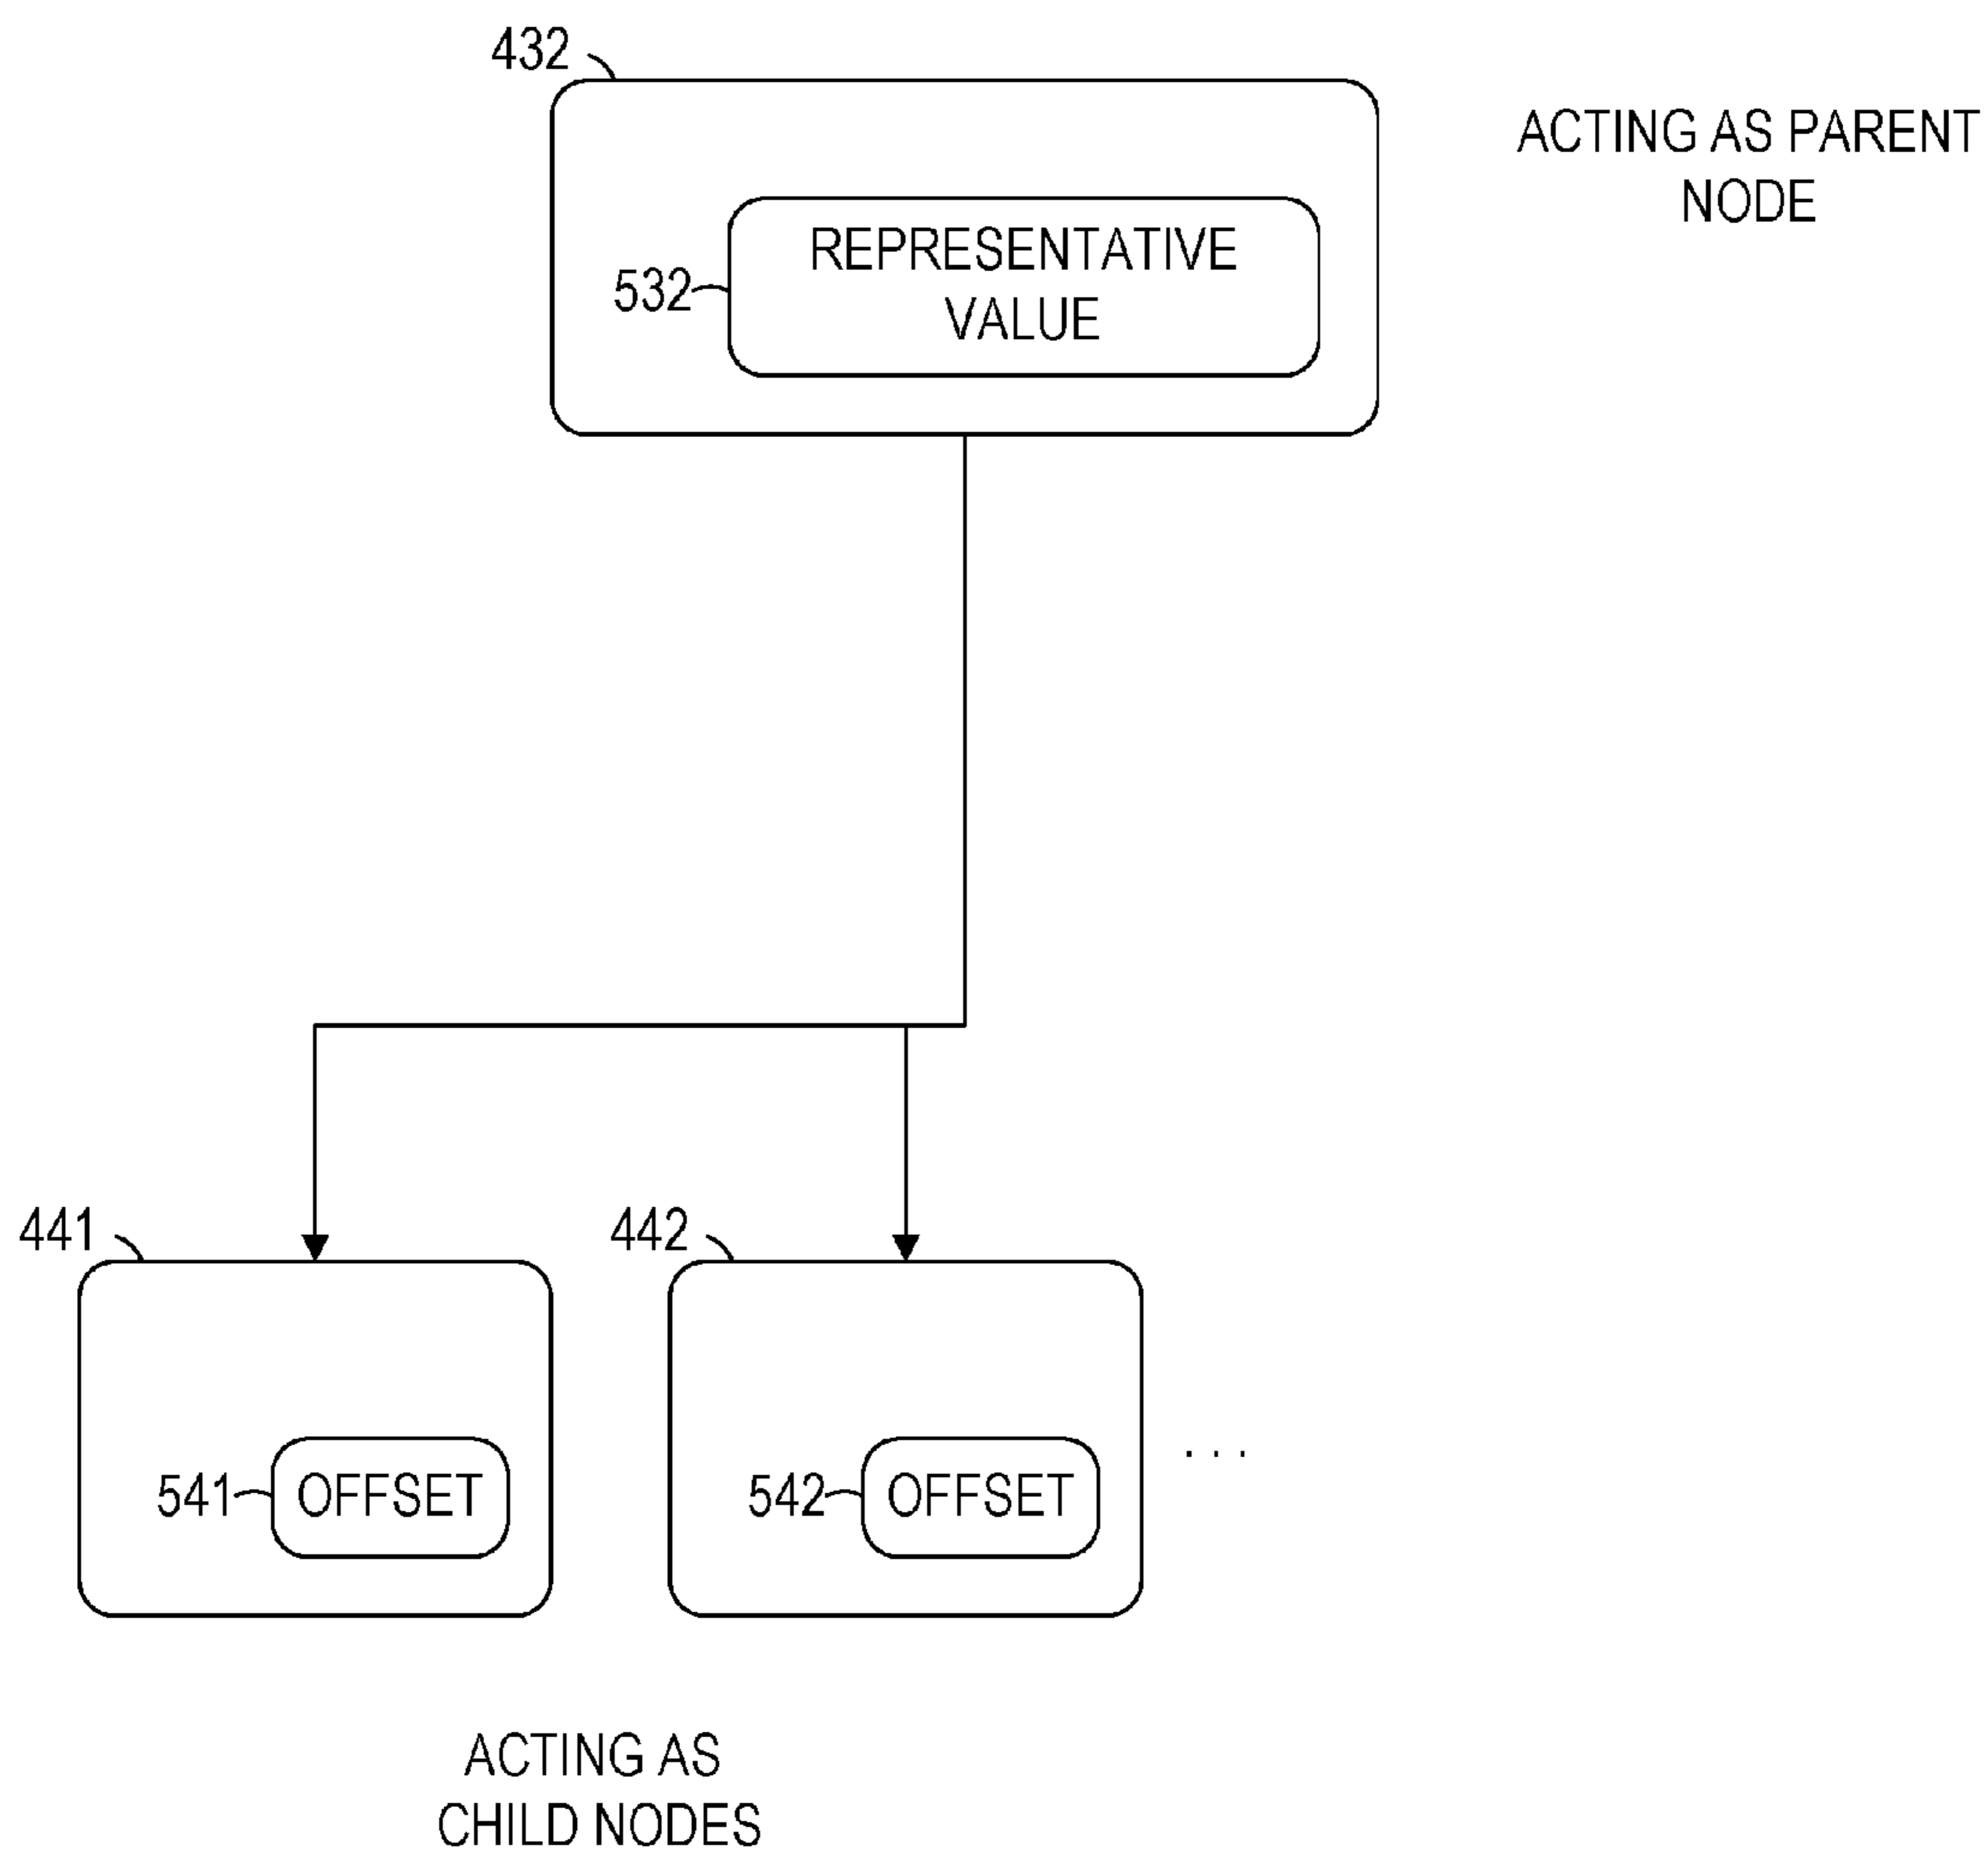 432
ACTING AS PARENT
NODE
REPRESENTATIVE
VALUE
532
441
442
541
OFFSET
542
OFFSET
. . .
ACTING AS
CHILD NODES